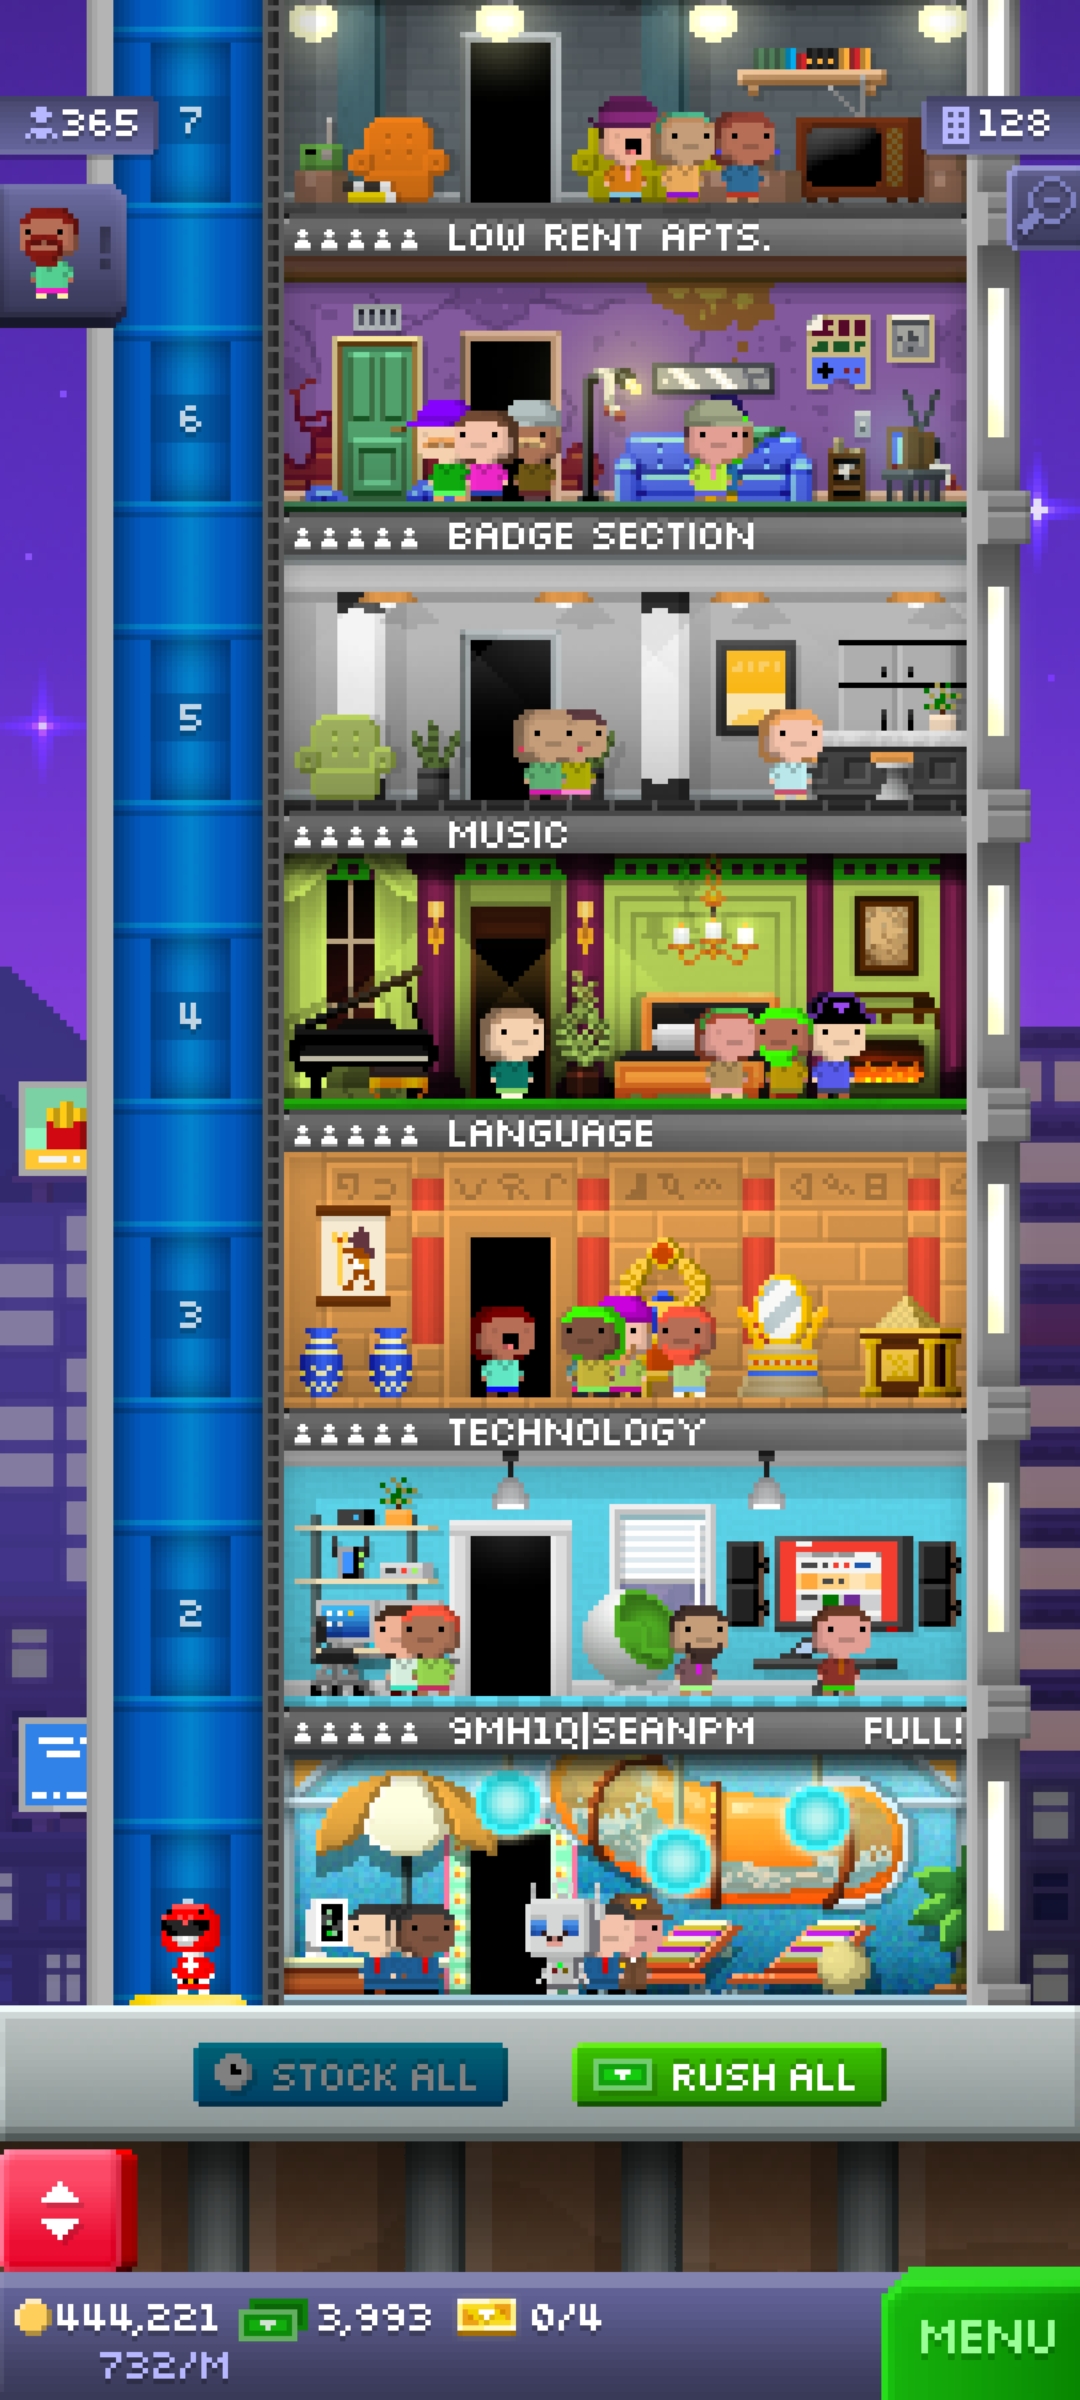 365
7
128
LOW RENT APTS.
6
BADGE SECTION
5
MUSIC
4
LANGUAGE
3
TECHNOLOGY
2
9MH1Q|SEANPM FULL!
STOCK ALL
RUSH ALL
444,221 3,993 0/4
732/M
MENU